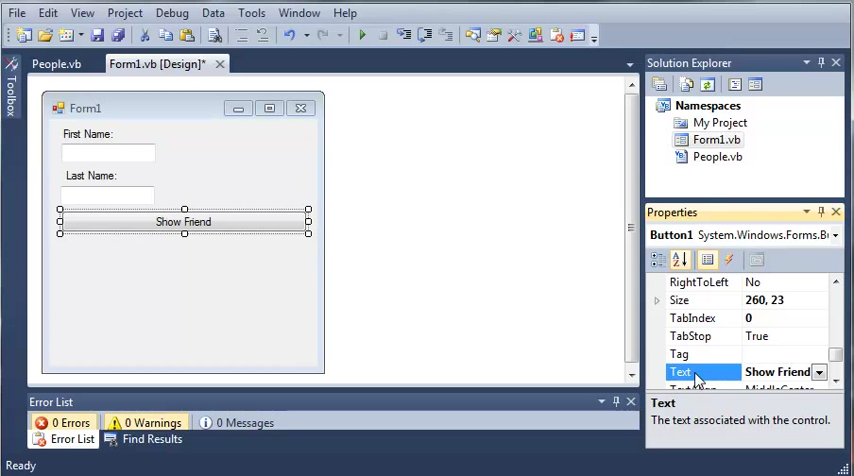 File Edit View Project Debug Data Tools Window Help
Toolbox
People.vb Form1.vb [Design]*
Form1
First Name:
Last Name:
Show Friend
Solution Explorer
Namespaces
My Project
Form1.vb
People.vb
Properties
Button1 System.Windows.Forms.Bu
RightToLeft No
Size 260, 23
TabIndex 0
TabStop True
Tag
Text Show Friend
MiddleCenter
Text
The text associated with the control.
Error List
0 Errors 0 Warnings 0 Messages
Error List Find Results
Ready